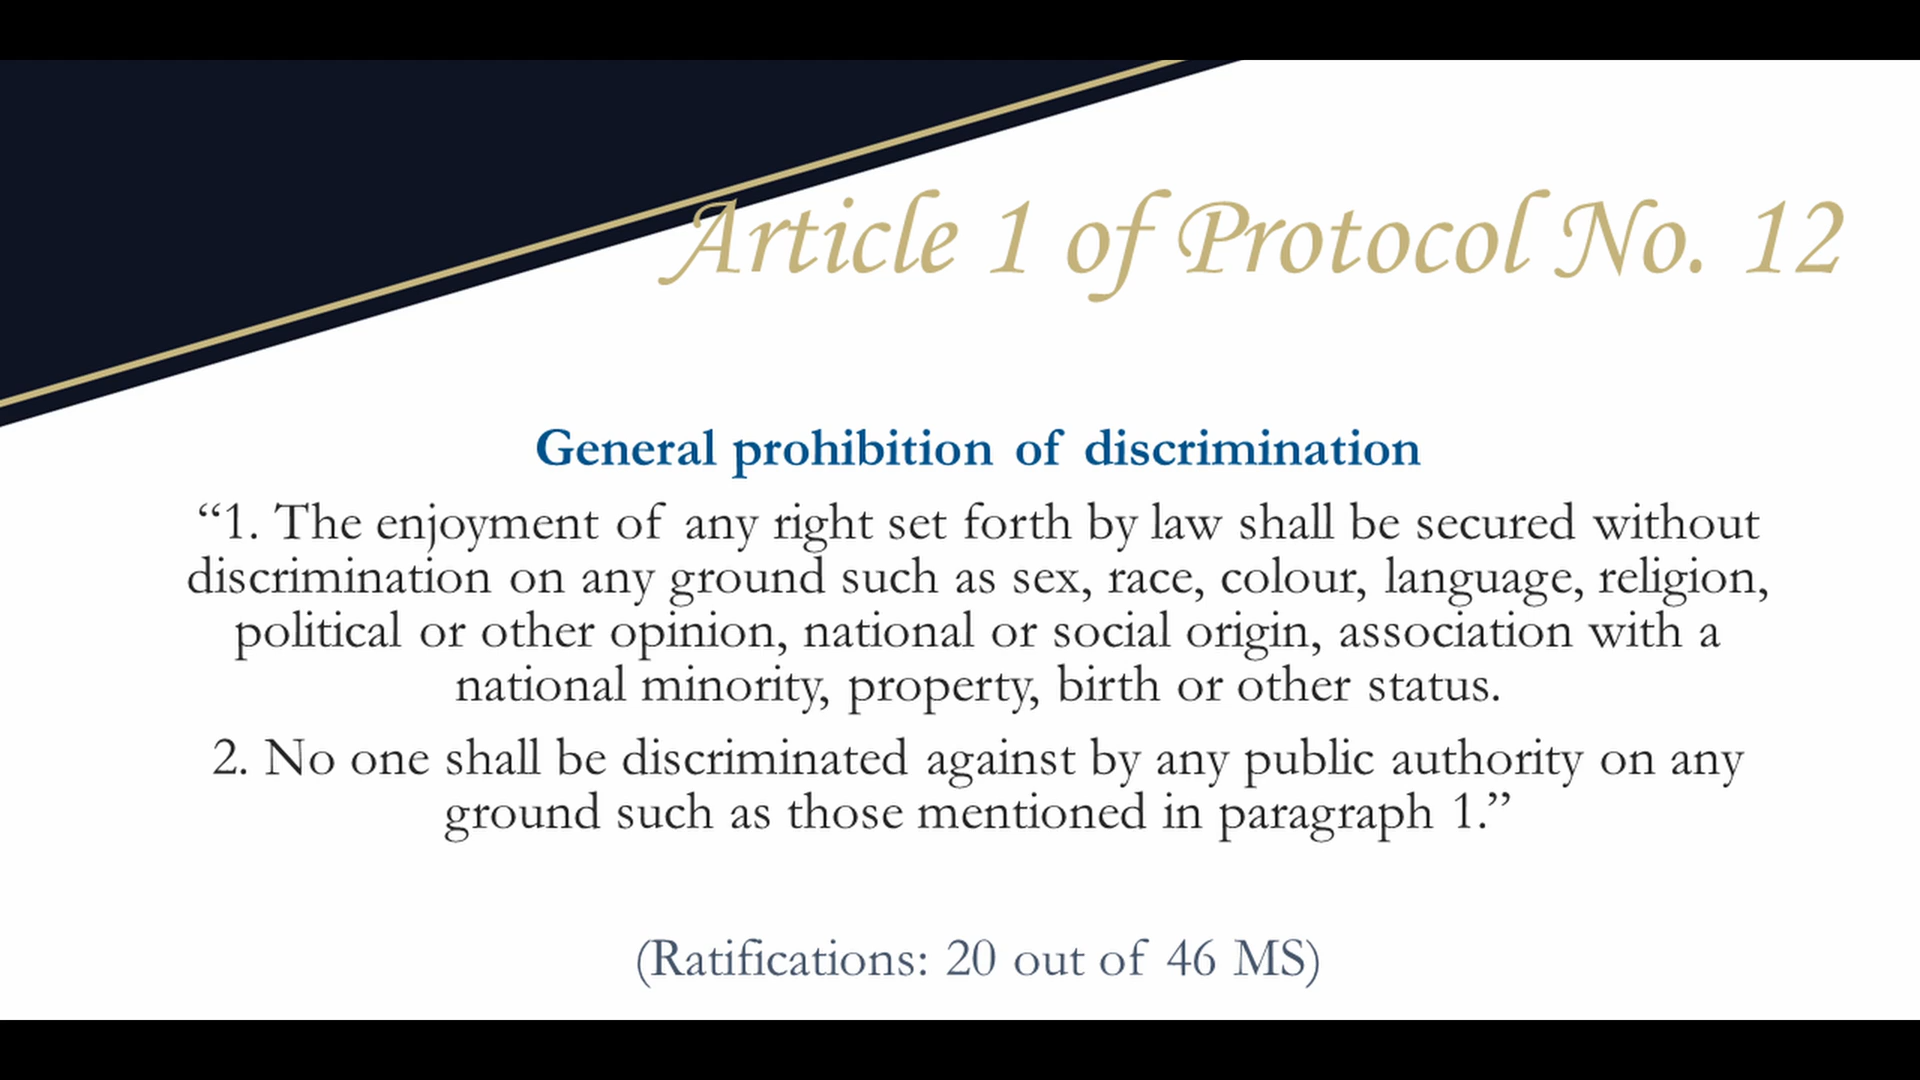 Article 1 of Protocol No. 12
General prohibition of discrimination
“1. The enjoyment of any right set forth by law shall be secured without
discrimination on any ground such as sex, race, colour, language, religion,
political or other opinion, national or social origin, association with a
national minority, property, birth or other status.
2. No one shall be discriminated against by any public authority on any
ground such as those mentioned in paragraph 1.”
(Ratifications: 20 out of 46 MS)